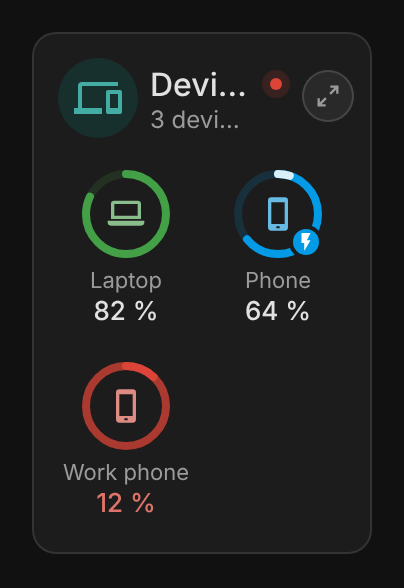 Devi...
3 devi...
Laptop
82 %
Phone
64 %
Work phone
12 %